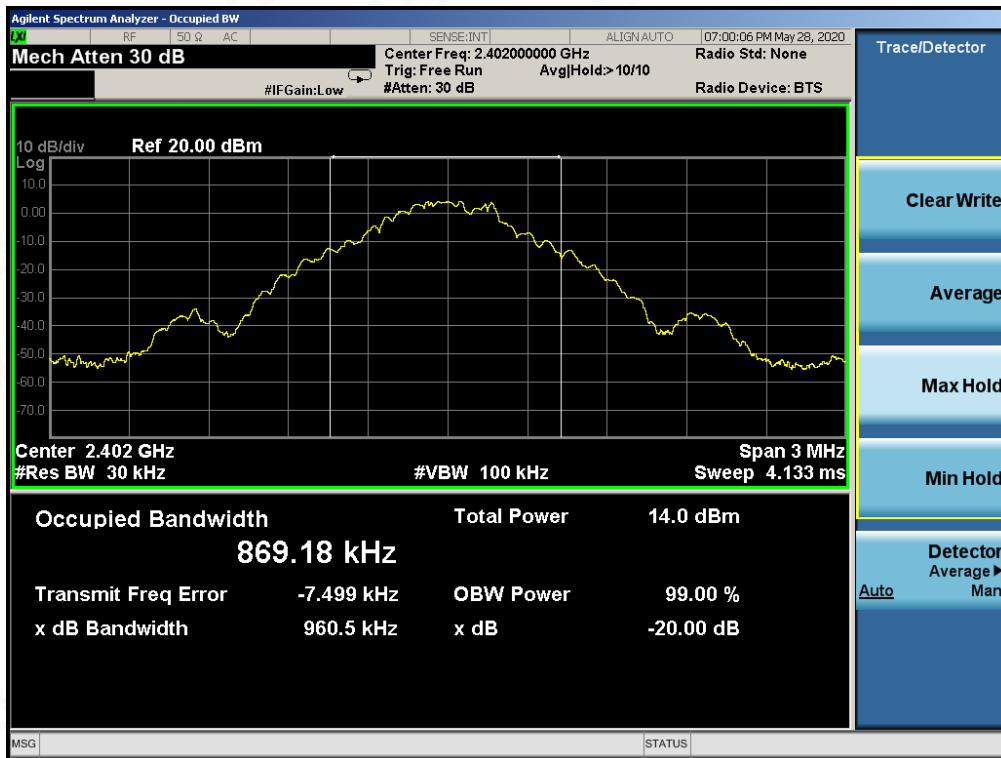 Agilent Spectrum Analyzer - Occupied BW
LXI RF 50 Ω AC SENSE:INT ALIGN AUTO 07:00:06 PM May 28, 2020
Mech Atten 30 dB
Center Freq: 2.402000000 GHz
Radio Std: None
Trig: Free Run
Avg|Hold:>10/10
#IFGain:Low
#Atten: 30 dB
Radio Device: BTS
10 dB/div Ref 20.00 dBm
Log
10.0
0.00
-10.0
-20.0
-30.0
-40.0
-50.0
-60.0
-70.0
Center 2.402 GHz Span 3 MHz
#Res BW 30 kHz #VBW 100 kHz Sweep 4.133 ms
Occupied Bandwidth Total Power 14.0 dBm
869.18 kHz
Transmit Freq Error -7.499 kHz OBW Power 99.00 %
x dB Bandwidth 960.5 kHz x dB -20.00 dB
MSG STATUS
Trace/Detector
Clear Write
Average
Max Hold
Min Hold
Detector
Average
Auto Man